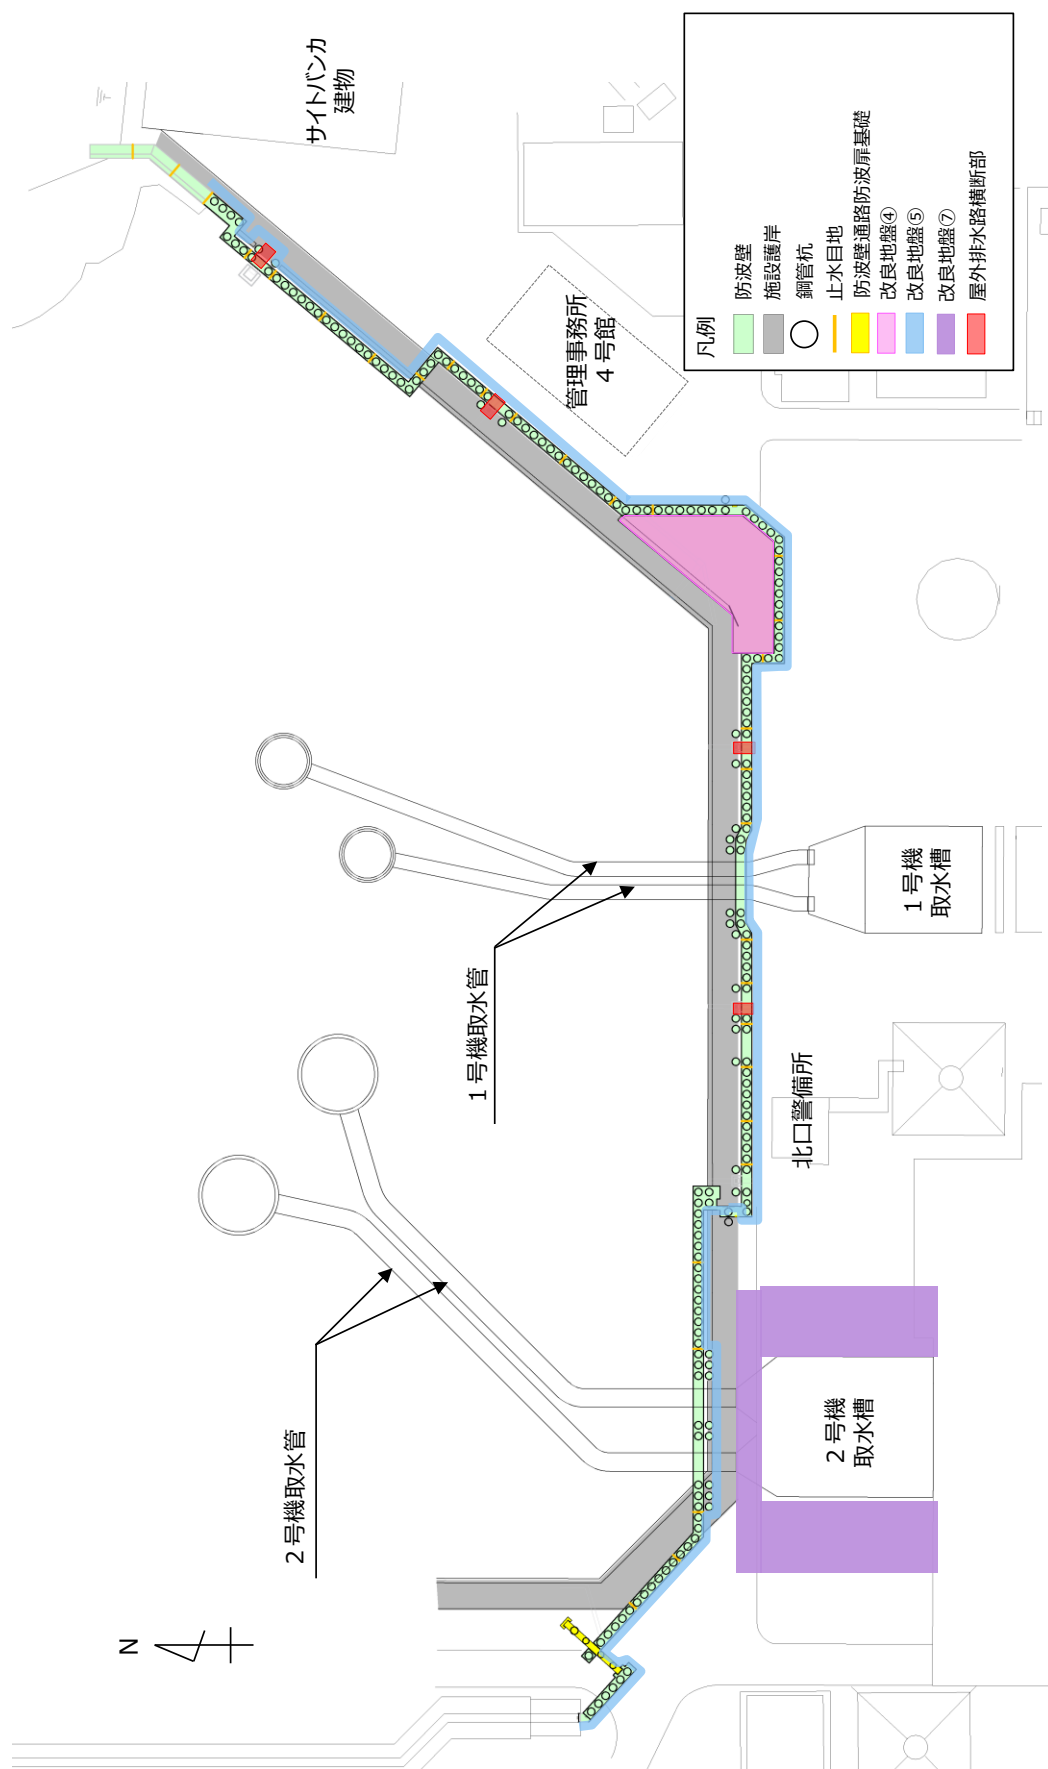 サイトバンカ
建物
凡例
防波壁
施設護岸
鋼管杭
止水目地
防波壁通路防波扉基礎
改良地盤④
改良地盤⑤
改良地盤⑦
屋外排水路横断部
管理事務所
４号館
１号機取水管
１号機
取水槽
北口警備所
２号機取水管
２号機
取水槽
N